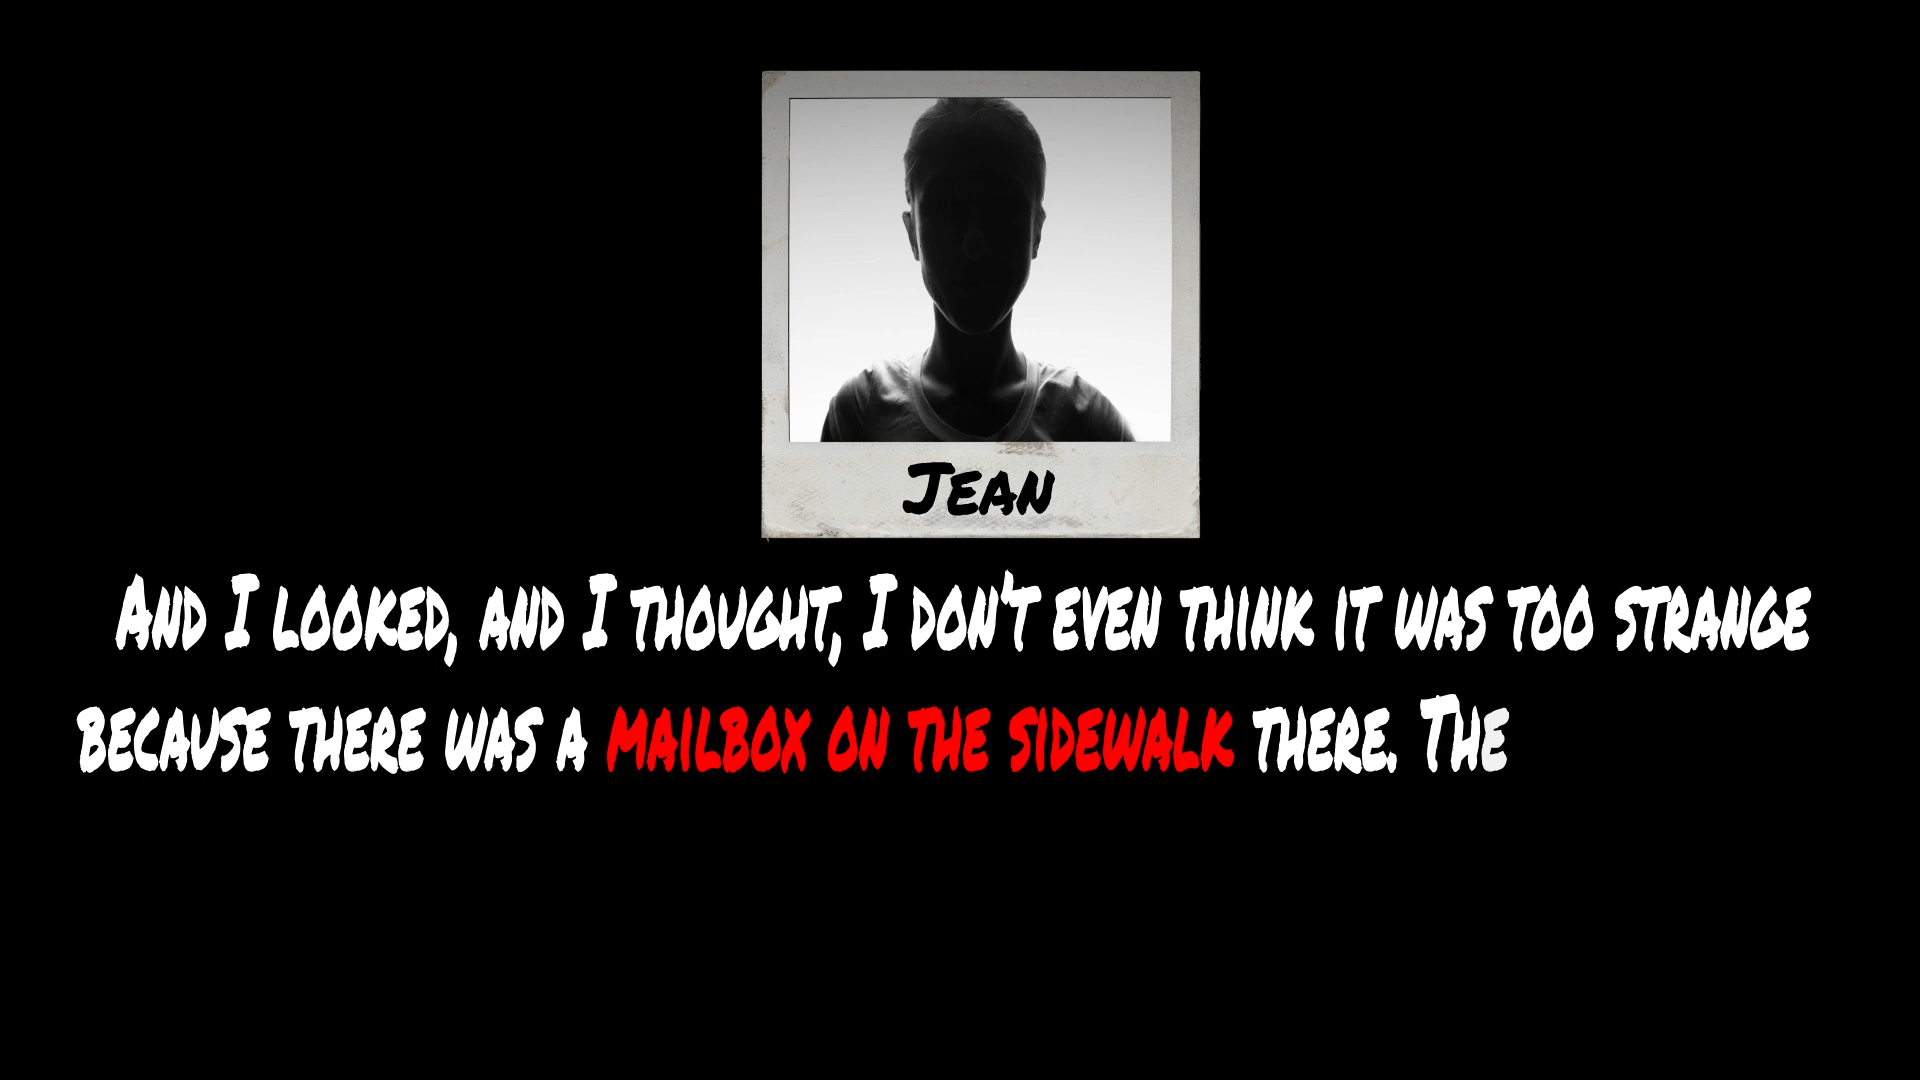 Jean
And I looked, and I thought, I don't even think it was too strange
because there was a mailbox on the sidewalk there. The